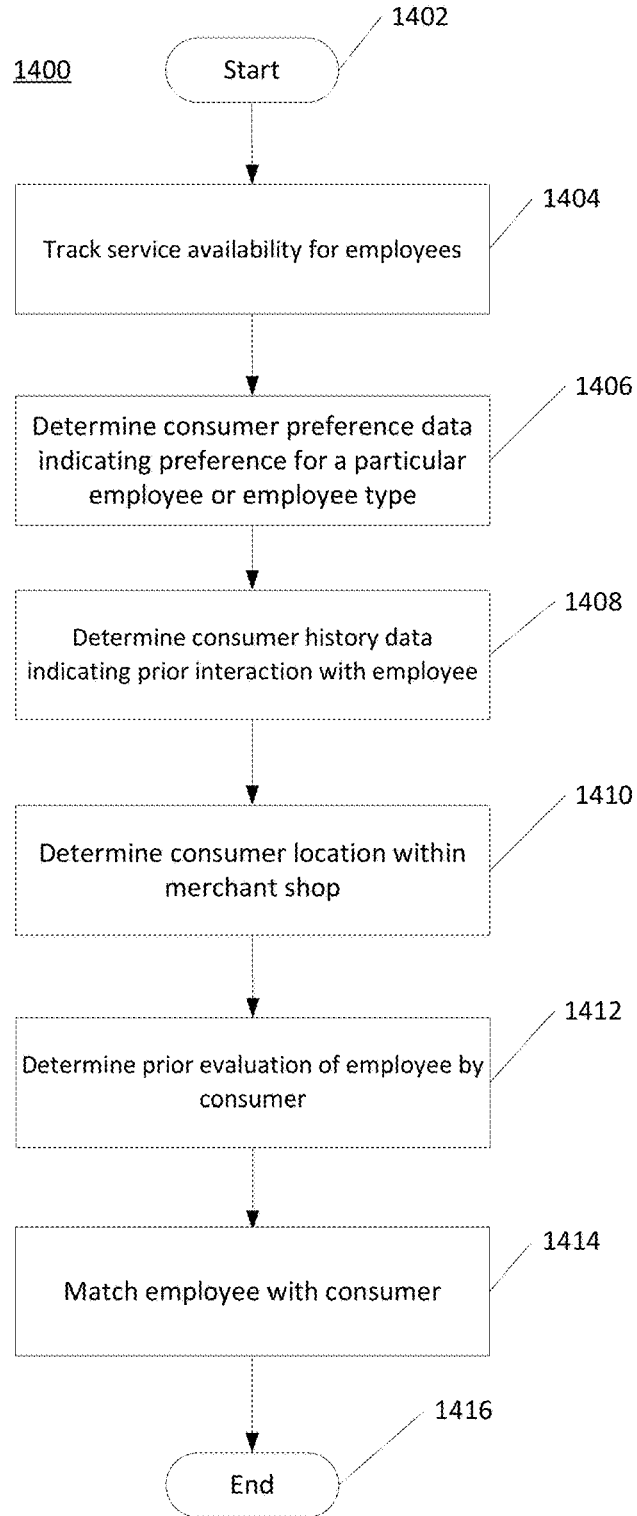 1402
1400
Start
1404
Track service availability for employees
1406
Determine consumer preference data
indicating preference for a particular
employee or employee type
1408
Determine consumer history data
indicating prior interaction with employee
1410
Determine consumer location within
merchant shop
1412
Determine prior evaluation of employee by
consumer
1414
Match employee with consumer
1416
End